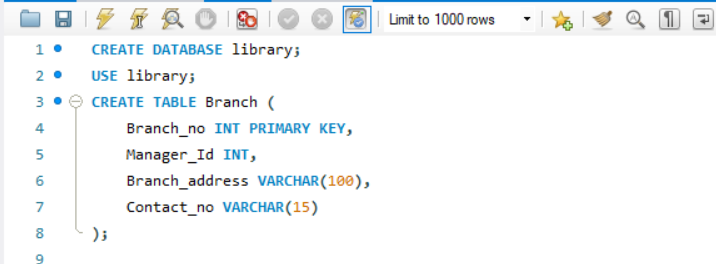 Limit to 1000 rows
1 CREATE DATABASE library;
2 USE library;
3 CREATE TABLE Branch (
4 Branch_no INT PRIMARY KEY,
5 Manager_Id INT,
6 Branch_address VARCHAR(100),
7 Contact_no VARCHAR(15)
8 );
9